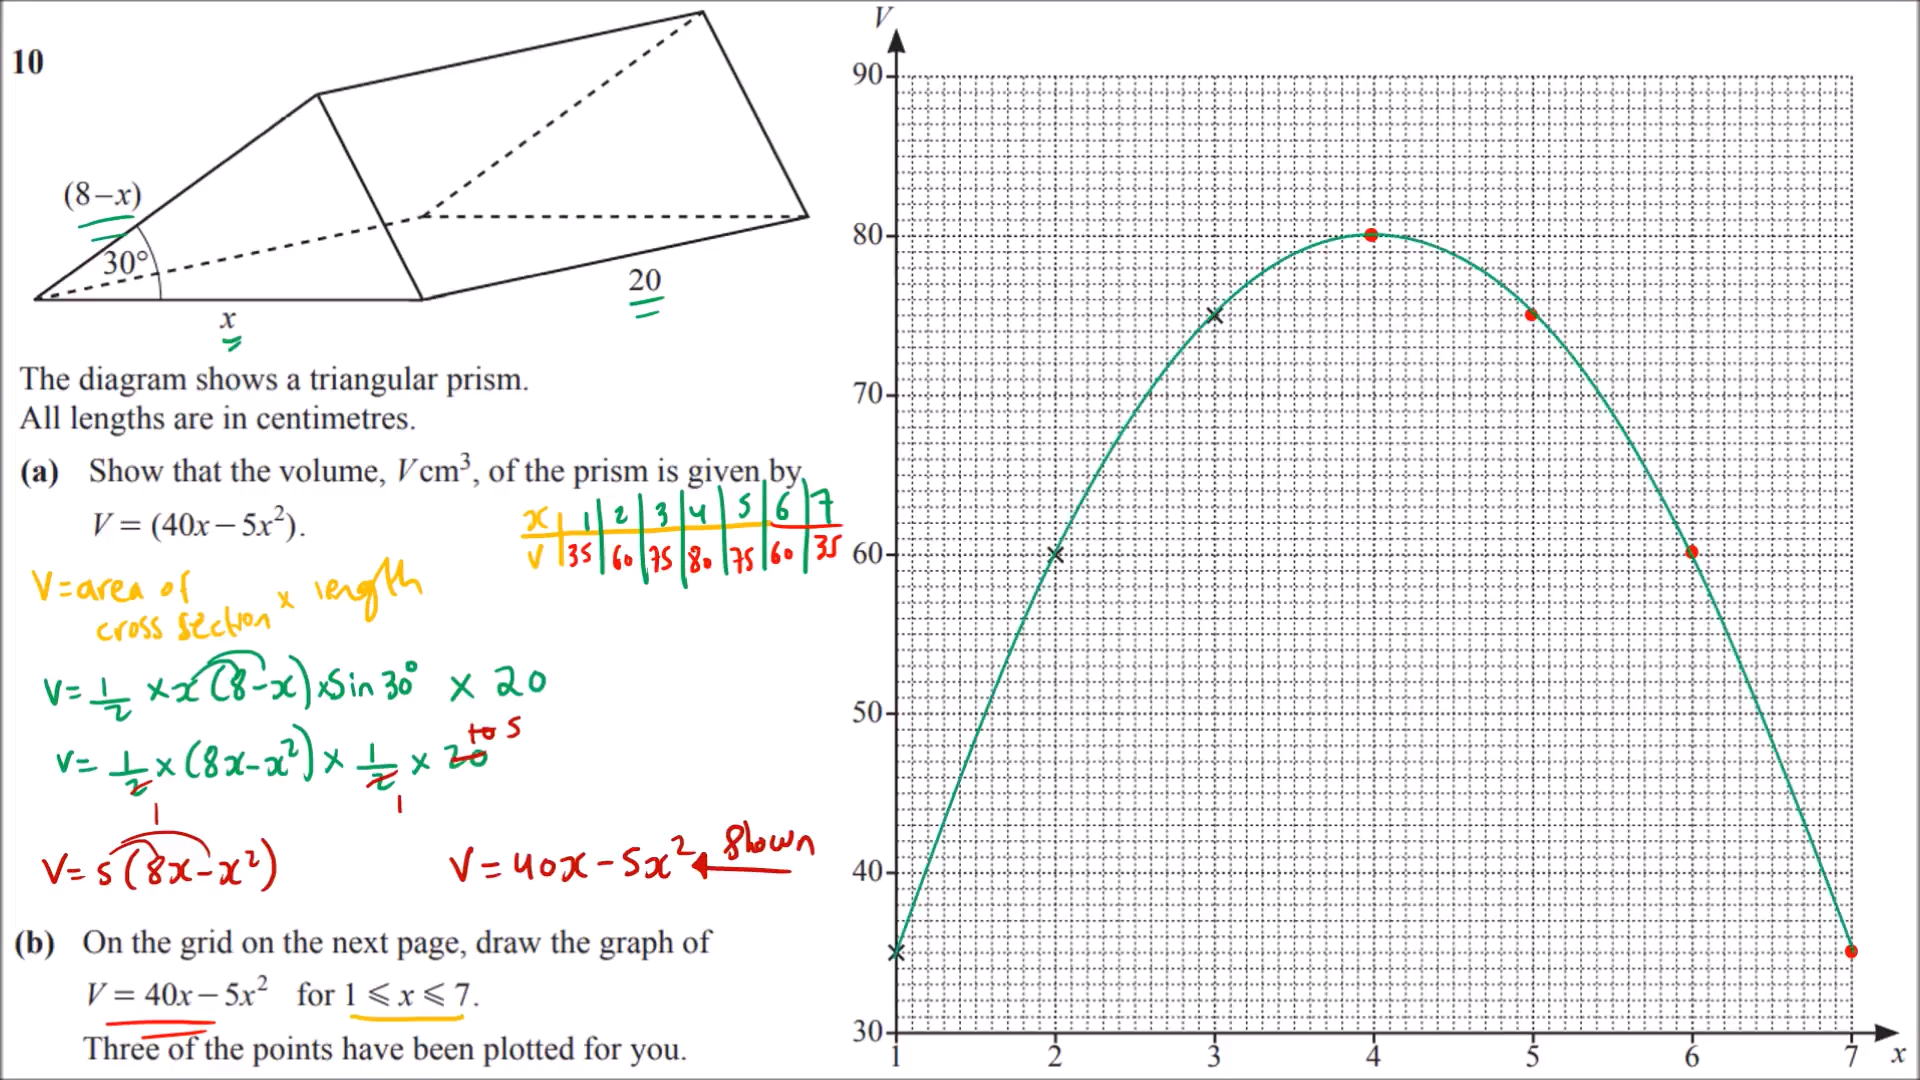 10
(8−x)
30°
x
20
The diagram shows a triangular prism.
All lengths are in centimetres.
(a) Show that the volume, V cm³, of the prism is given by
V = (40x − 5x²).
x 1 2 3 4 5 6 7
V 35 60 75 80 75 60 35
V = area of cross section × length
V = 1/2 × x(8−x) × Sin 30° × 20
to 5
V = 1/2 × (8x−x²) × 1/2 × 20
1 1
V = 5(8x−x²)
V = 40x − 5x² Shown
(b) On the grid on the next page, draw the graph of
V = 40x − 5x² for 1 ⩽ x ⩽ 7.
Three of the points have been plotted for you.
V
90
80
70
60
50
40
30
1 2 3 4 5 6 7 x